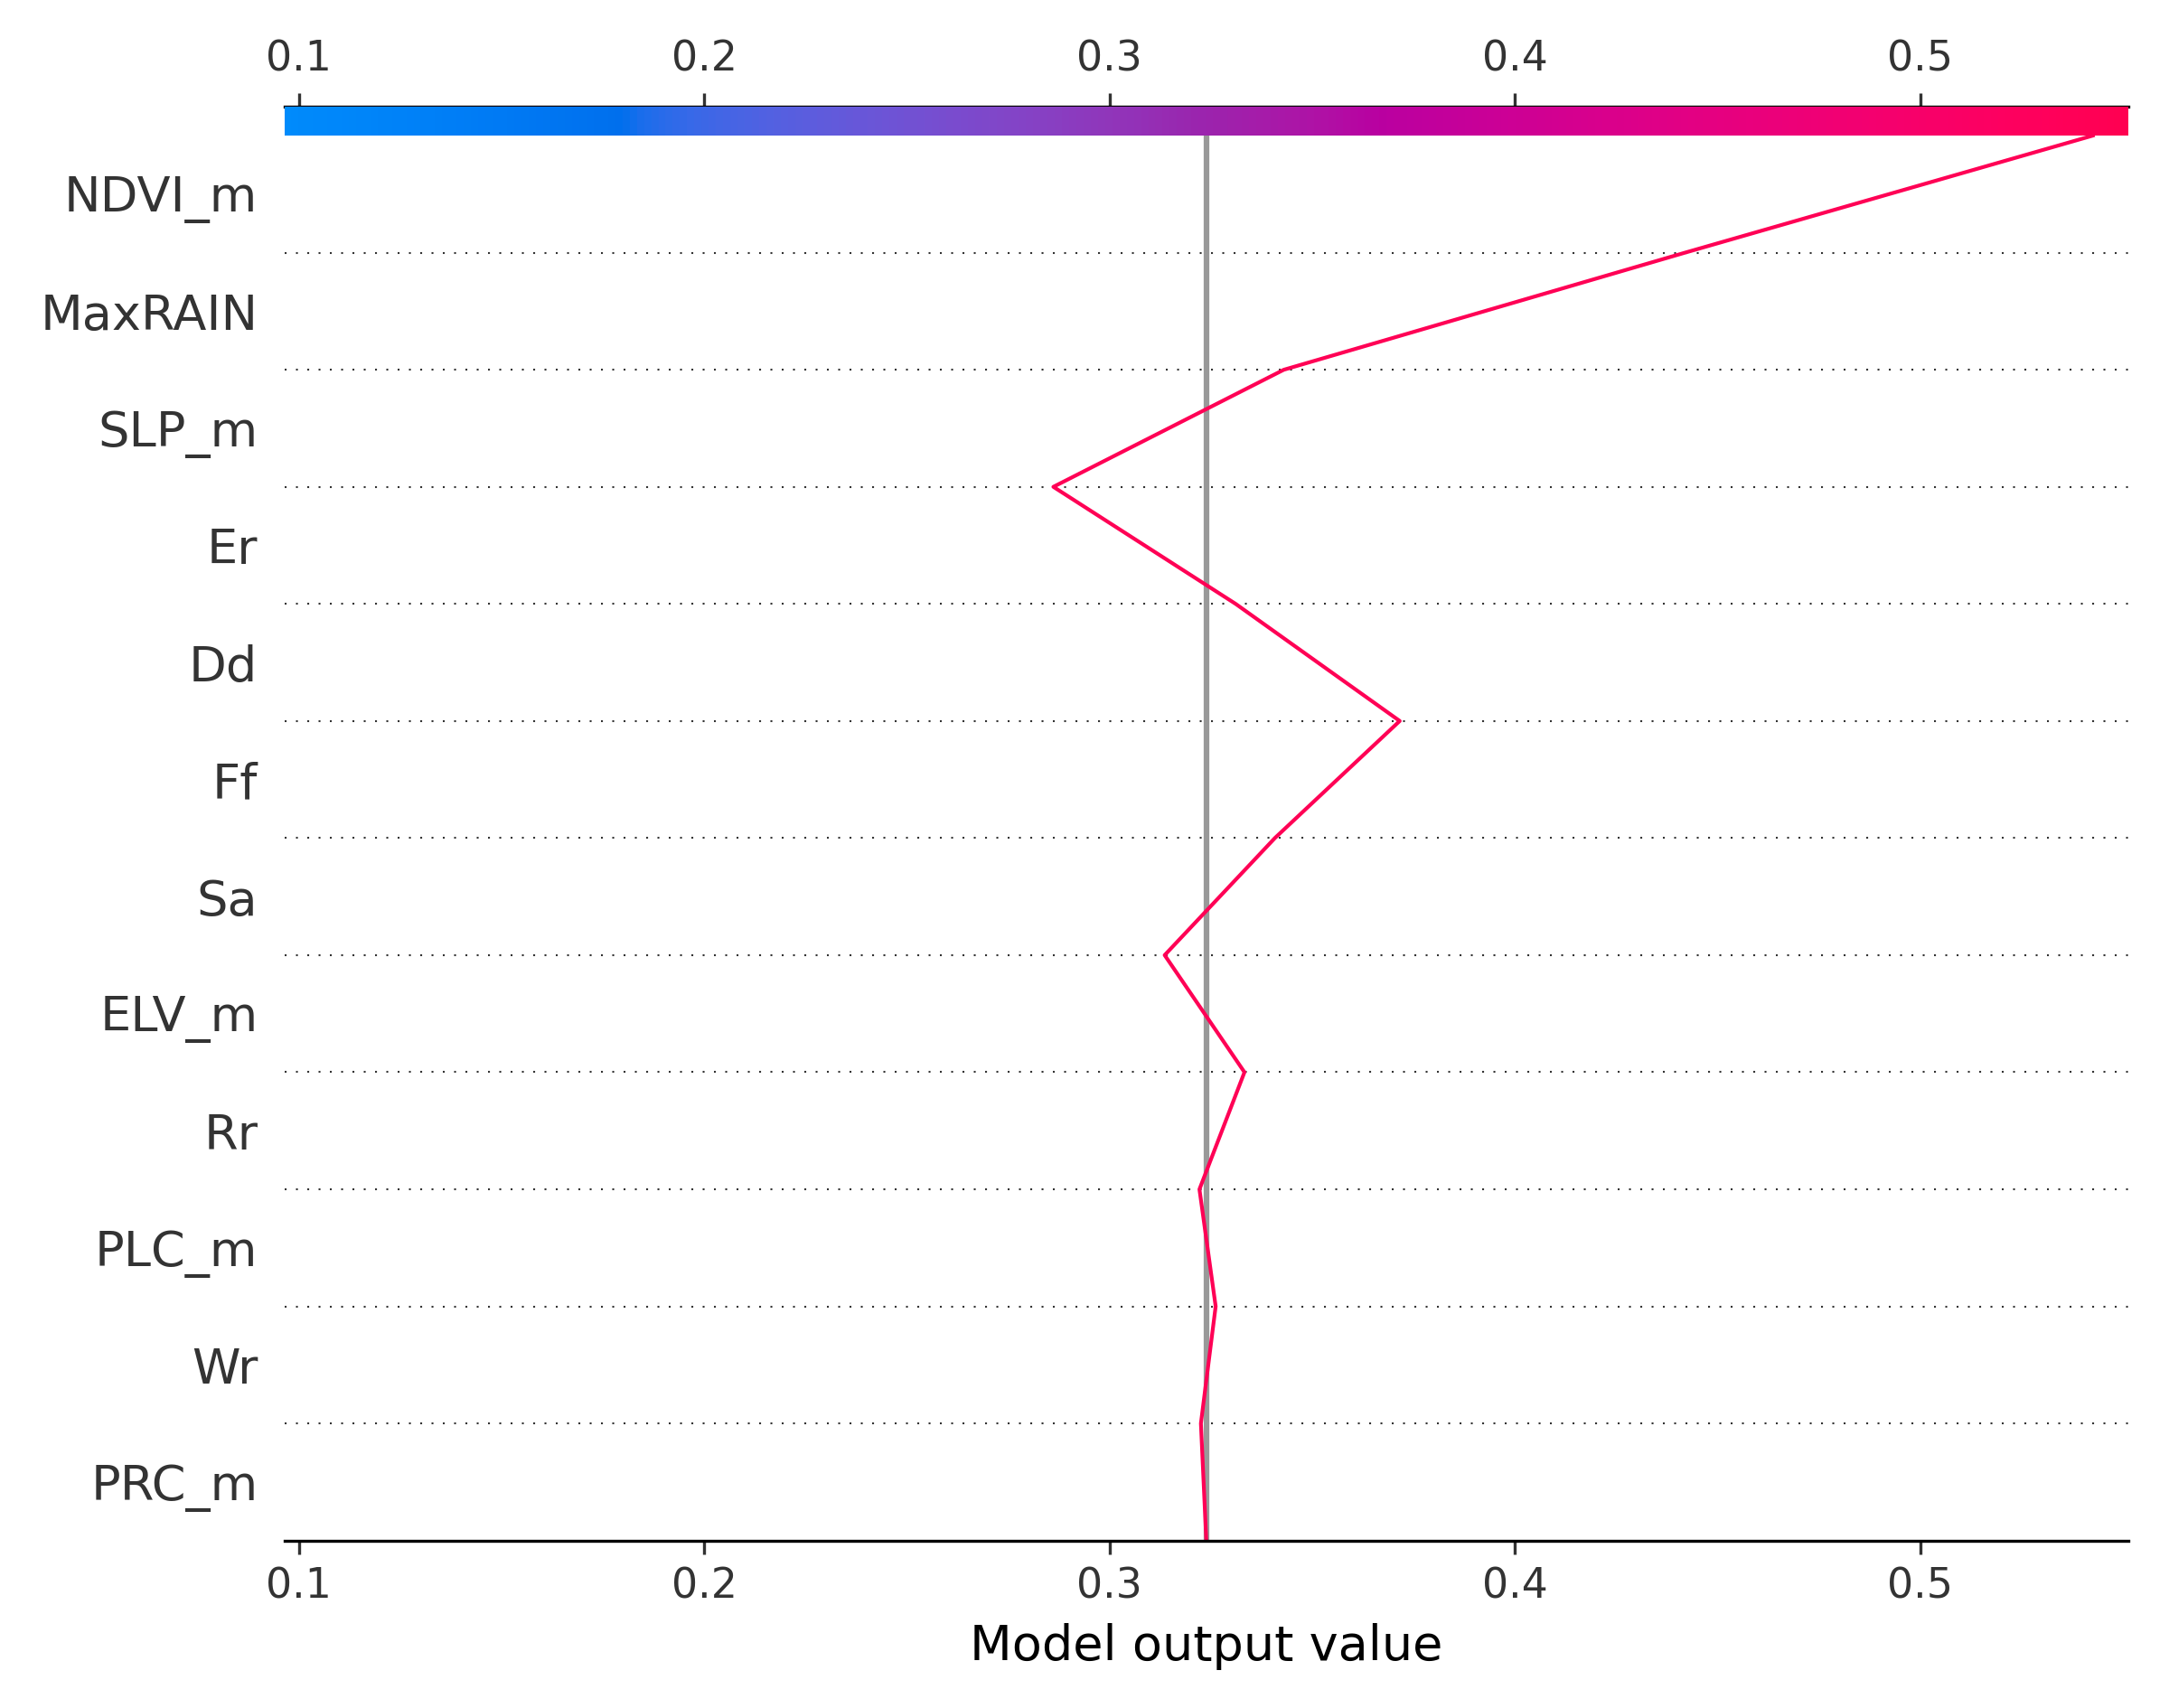 0.1 0.2 0.3 0.4 0.5
NDVI_m
MaxRAIN
SLP_m
Er
Dd
Ff
Sa
ELV_m
Rr
PLC_m
Wr
PRC_m
0.1 0.2 0.3 0.4 0.5
Model output value